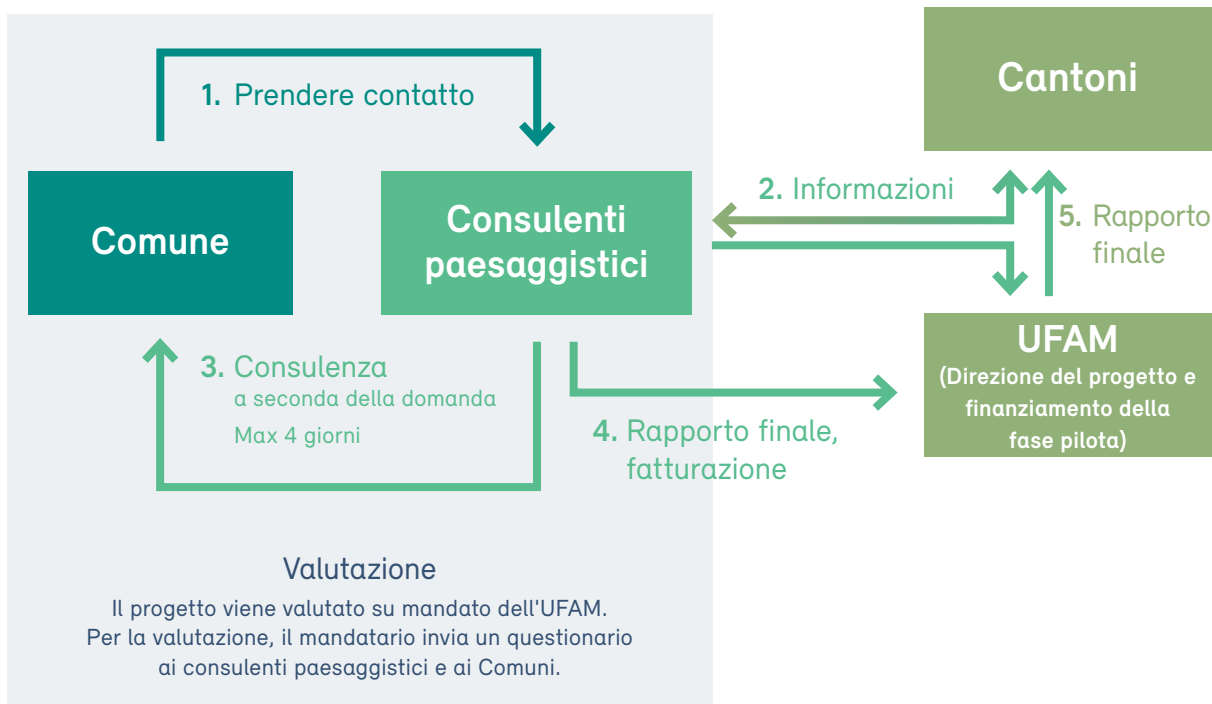 1. Prendere contatto
Cantoni
Comune
Consulenti
paesaggistici
2. Informazioni
5. Rapporto
finale
3. Consulenza
a seconda della domanda
Max 4 giorni
4. Rapporto finale,
fatturazione
UFAM
(Direzione del progetto e
finanziamento della
fase pilota)
Valutazione
Il progetto viene valutato su mandato dell'UFAM.
Per la valutazione, il mandatario invia un questionario
ai consulenti paesaggistici e ai Comuni.